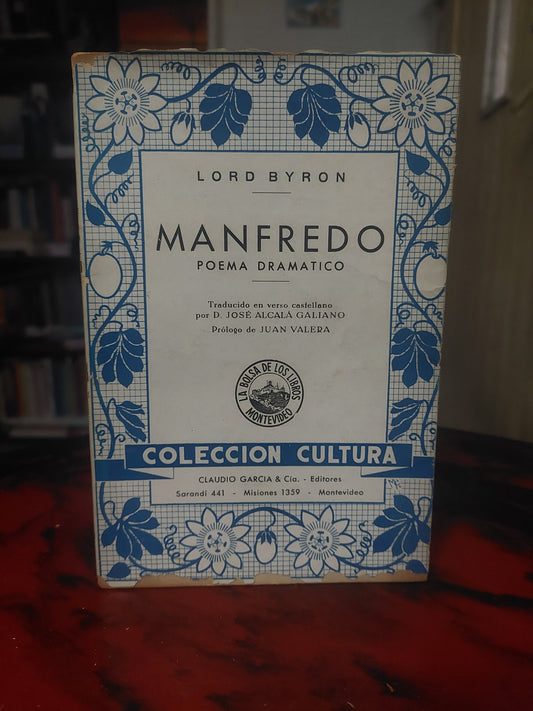 LORD BYRON
MANFREDO
POEMA DRAMATICO
Traducido en verso castellano
por D. JOSÉ ALCALÁ GALIANO
Prólogo de JUAN VALERA
LA BOLSA DE LOS LIBROS
MONTEVIDEO
COLECCION CULTURA
CLAUDIO GARCIA & Cía. - Editores
Sarandí 441 - Misiones 1359 - Montevideo